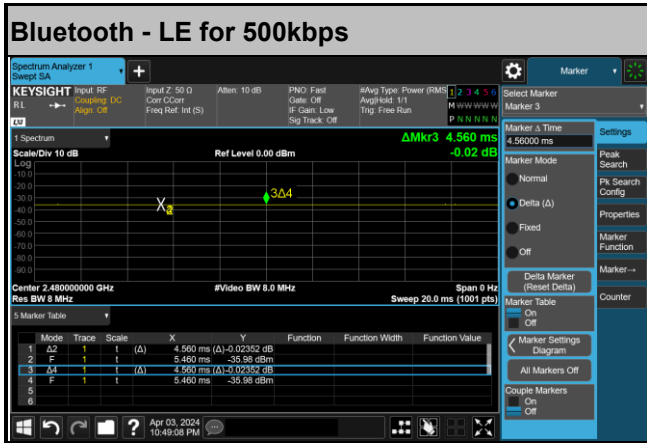 Bluetooth - LE for 500kbps
Spectrum Analyzer 1
Swept SA
Marker
KEYSIGHT
RL
Input: RF
Coupling: DC
Align: Off
Input Z: 50 Ω
Corr CCorr
Freq Ref: Int (S)
Atten: 10 dB
PNO: Fast
Gate: Off
IF Gain: Low
Sig Track: Off
#Avg Type: Power (RMS
Avg|Hold: 1/1
Trig: Free Run
1 2 3 4 5 6
M W W W W W
P N N N N N
Select Marker
Marker 3
1 Spectrum
ΔMkr3 4.560 ms
-0.02 dB
Scale/Div 10 dB
Ref Level 0.00 dBm
Log
-10.0
-20.0
-30.0
-40.0
-50.0
-60.0
-70.0
-80.0
-90.0
3Δ4
Center 2.480000000 GHz
#Video BW 8.0 MHz
Span 0 Hz
Res BW 8 MHz
Sweep 20.0 ms (1001 pts)
5 Marker Table
Mode Trace Scale X Y Function Function Width Function Value
1 Δ2 1 t (Δ) 4.560 ms (Δ) -0.02352 dB
2 F 1 t 5.460 ms -35.98 dBm
3 Δ4 1 t (Δ) 4.560 ms (Δ) -0.02352 dB
4 F 1 t 5.460 ms -35.98 dBm
5
6
Marker Δ Time
4.56000 ms
Marker Mode
Normal
Delta (Δ)
Fixed
Off
Delta Marker
(Reset Delta)
Marker Table
On
Off
Marker Settings
Diagram
All Markers Off
Couple Markers
On
Off
Settings
Peak
Search
Pk Search
Config
Properties
Marker
Function
Marker→
Counter
Apr 03, 2024
10:49:08 PM